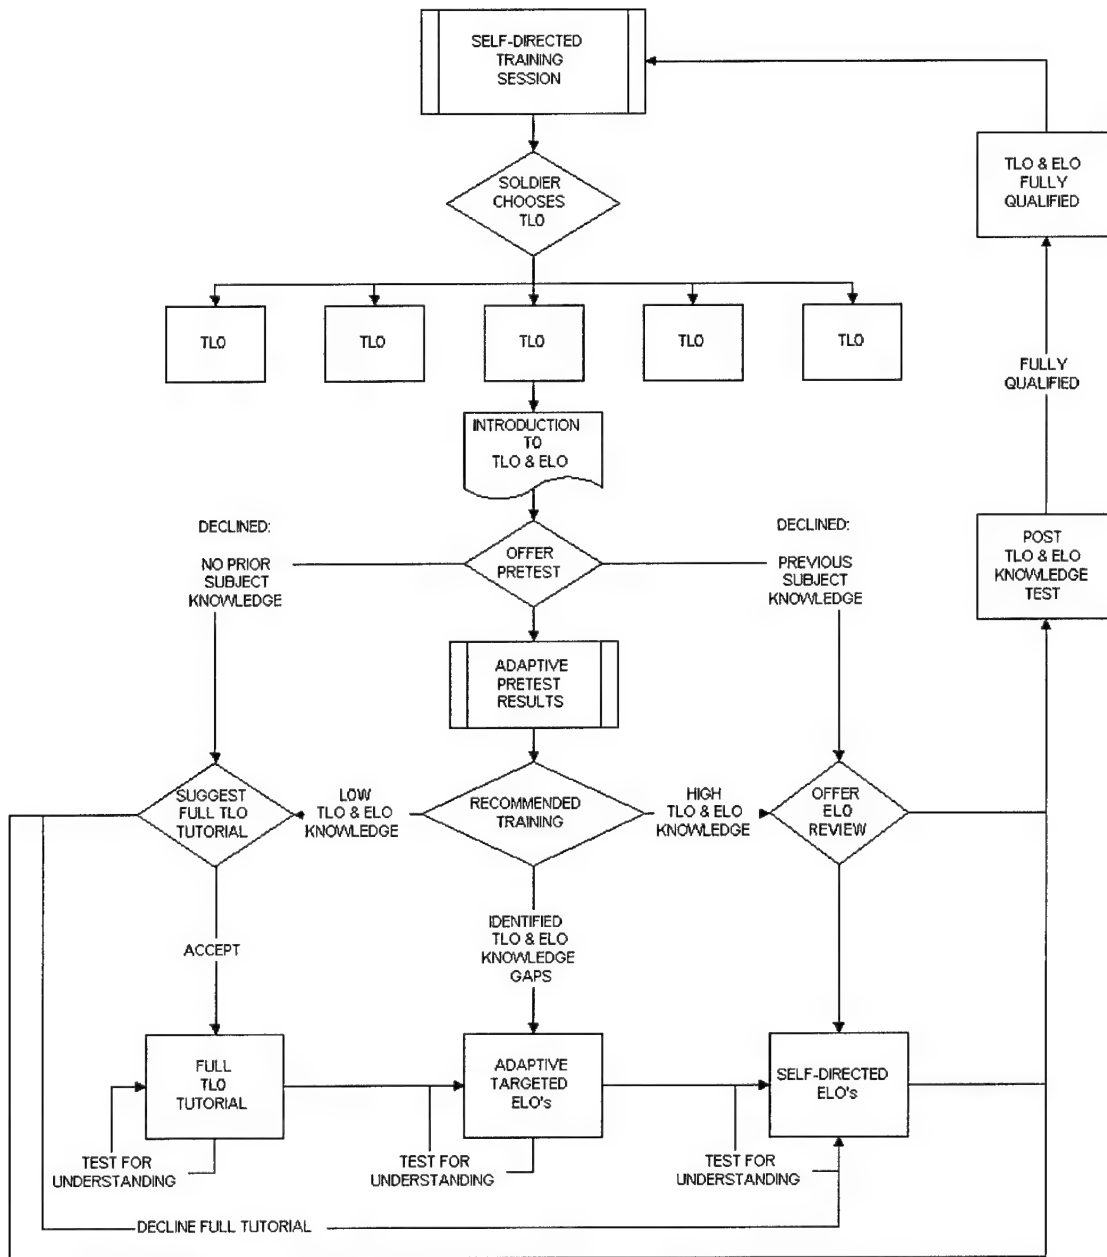 SELF-DIRECTED
TRAINING
SESSION
TLO & ELO
FULLY
QUALIFIED
SOLDIER
CHOOSES
TLO
TLO
TLO
TLO
TLO
TLO
FULLY
QUALIFIED
INTRODUCTION
TO
TLO & ELO
DECLINED:
NO PRIOR
SUBJECT
KNOWLEDGE
OFFER
PRETEST
DECLINED:
PREVIOUS
SUBJECT
KNOWLEDGE
POST
TLO & ELO
KNOWLEDGE
TEST
ADAPTIVE
PRETEST
RESULTS
SUGGEST
FULL TLO
TUTORIAL
LOW
TLO & ELO
KNOWLEDGE
RECOMMENDED
TRAINING
HIGH
TLO & ELO
KNOWLEDGE
OFFER
ELO
REVIEW
ACCEPT
IDENTIFIED
TLO & ELO
KNOWLEDGE
GAPS
FULL
TLO
TUTORIAL
ADAPTIVE
TARGETED
ELO's
SELF-DIRECTED
ELO's
TEST FOR
UNDERSTANDING
TEST FOR
UNDERSTANDING
TEST FOR
UNDERSTANDING
DECLINE FULL TUTORIAL